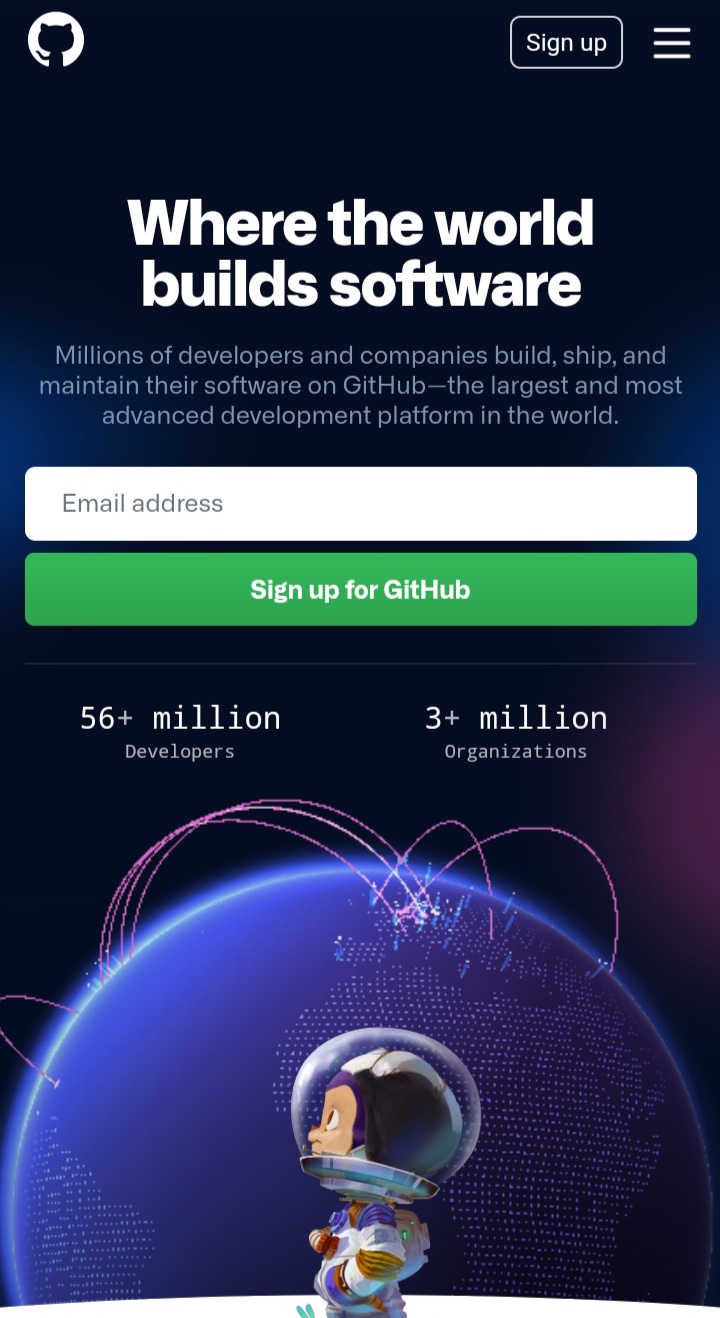 Sign up
Where the world
builds software
Millions of developers and companies build, ship, and
maintain their software on GitHub—the largest and most
advanced development platform in the world.
Email address
Sign up for GitHub
56+ million
Developers
3+ million
Organizations